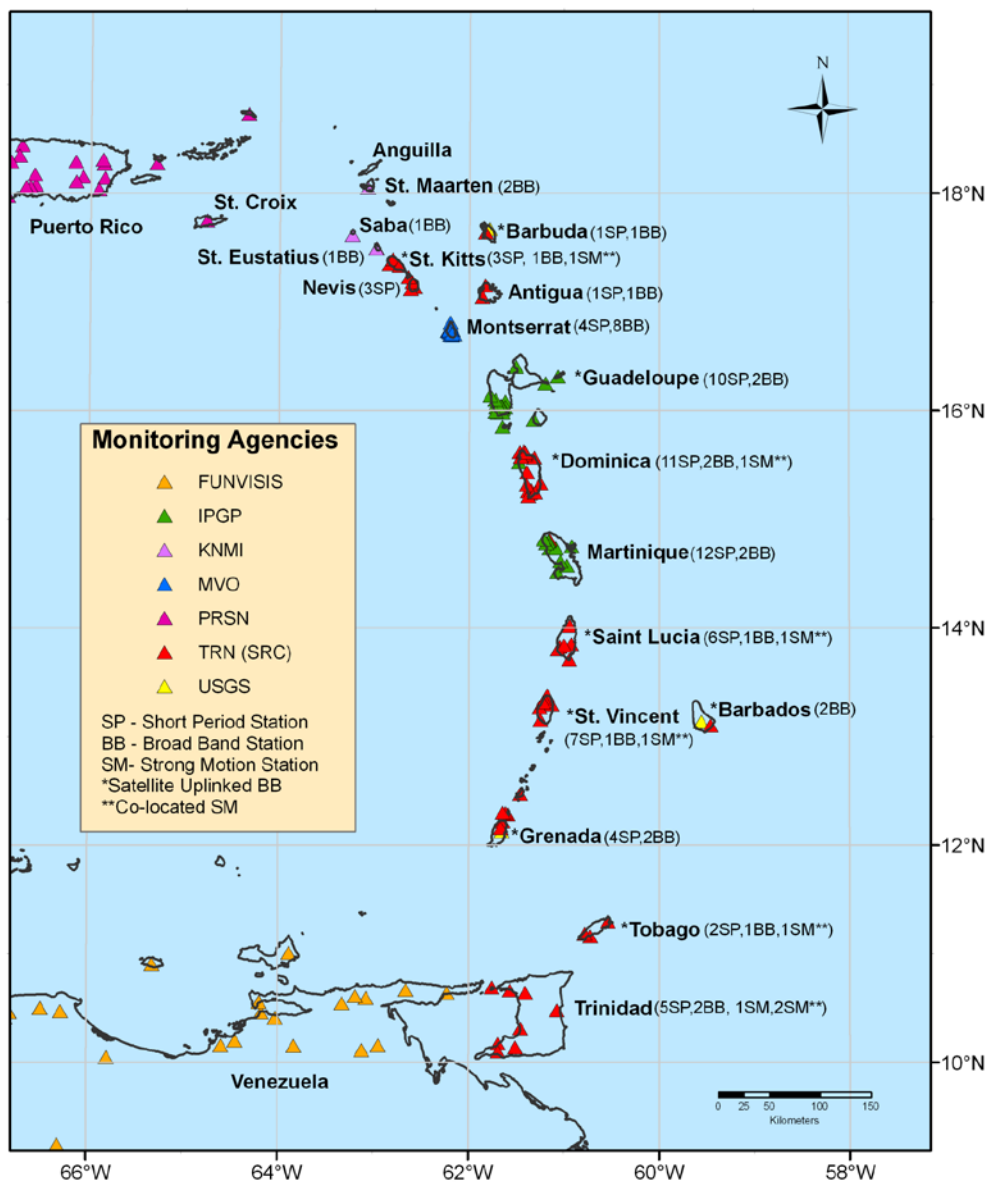 N
Anguilla
St. Maarten (2BB)
18°N
St. Croix
Puerto Rico
Saba (1BB)
*Barbuda (1SP,1BB)
St. Eustatius (1BB)
*St. Kitts (3SP, 1BB,1SM**)
Nevis (3SP)
Antigua (1SP,1BB)
Montserrat (4SP,8BB)
*Guadeloupe (10SP,2BB)
16°N
Monitoring Agencies
FUNVISIS
IPGP
KNMI
MVO
PRSN
TRN (SRC)
USGS
SP - Short Period Station
BB - Broad Band Station
SM- Strong Motion Station
*Satellite Uplinked BB
**Co-located SM
*Dominica (11SP,2BB,1SM**)
Martinique (12SP,2BB)
14°N
*Saint Lucia (6SP,1BB,1SM**)
*St. Vincent
(7SP,1BB,1SM**)
*Barbados (2BB)
*Grenada (4SP,2BB)
12°N
*Tobago (2SP,1BB,1SM**)
Trinidad (5SP,2BB, 1SM,2SM**)
10°N
Venezuela
0 25 50 100 150
Kilometers
66°W 64°W 62°W 60°W 58°W